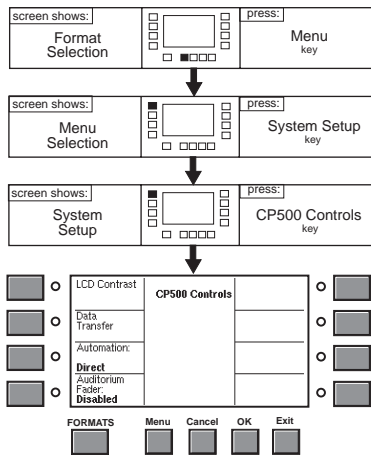 screen shows:
press:
Format
Selection
Menu
key
screen shows:
press:
Menu
Selection
System Setup
key
screen shows:
press:
System
Setup
CP500 Controls
key
LCD Contrast
CP500 Controls
Data
Transfer
Automation:
Direct
Auditorium
Fader:
Disabled
FORMATS
Menu
Cancel
OK
Exit